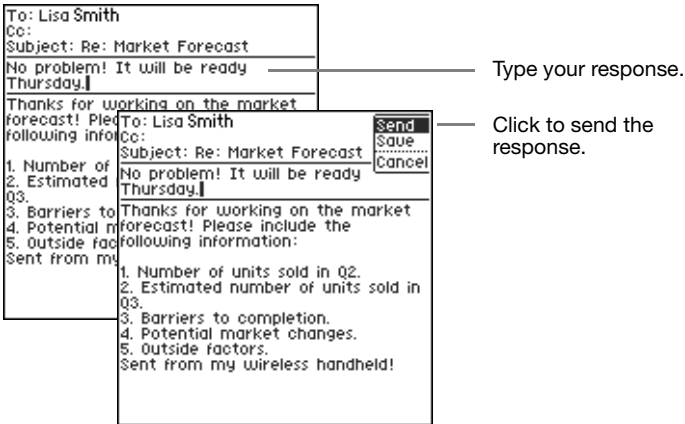 To: Lisa Smith
Cc:
Subject: Re: Market Forecast
No problem! It will be ready
Thursday.
Thanks for working on the market
forecast! Plea
following infor
1. Number of
2. Estimated
Q3.
3. Barriers to
4. Potential m
5. Outside fac
Sent from my
To: Lisa Smith
Cc:
Subject: Re: Market Forecast
No problem! It will be ready
Thursday.
Thanks for working on the market
forecast! Please include the
following information:
1. Number of units sold in Q2.
2. Estimated number of units sold in
Q3.
3. Barriers to completion.
4. Potential market changes.
5. Outside factors.
Sent from my wireless handheld!
Send
Save
Cancel
Type your response.
Click to send the
response.